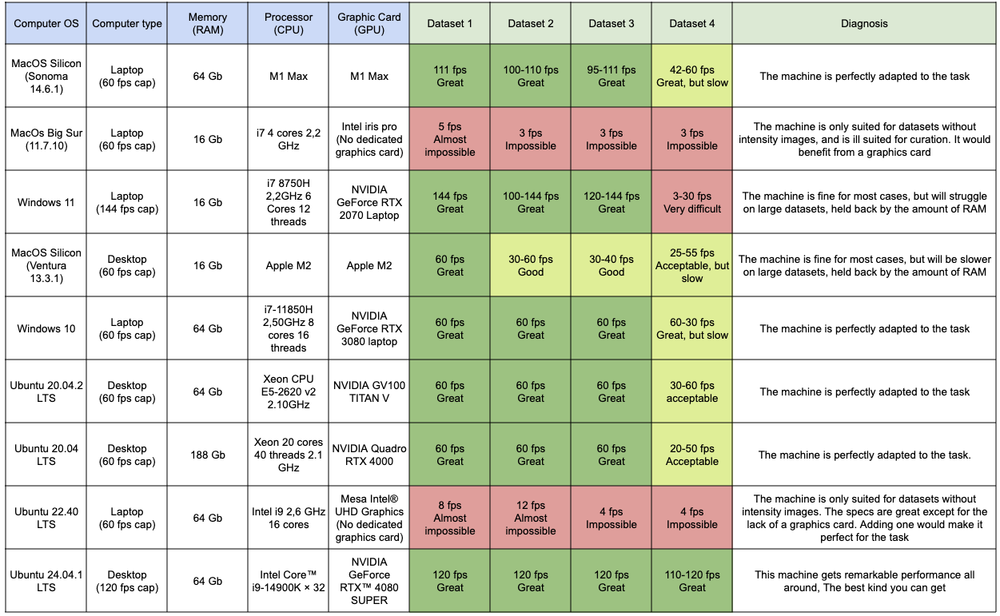 Computer OS
Computer type
Memory
(RAM)
Processor
(CPU)
Graphic Card
(GPU)
Dataset 1
Dataset 2
Dataset 3
Dataset 4
Diagnosis
MacOS Silicon
(Sonoma
14.6.1)
Laptop
(60 fps cap)
64 Gb
M1 Max
M1 Max
111 fps
Great
100-110 fps
Great
95-111 fps
Great
42-60 fps
Great, but slow
The machine is perfectly adapted to the task
MacOs Big Sur
(11.7.10)
Laptop
(60 fps cap)
16 Gb
i7 4 cores 2,2
GHz
Intel iris pro
(No dedicated
graphics card)
5 fps
Almost
impossible
3 fps
Impossible
3 fps
Impossible
3 fps
Impossible
The machine is only suited for datasets without
intensity images, and is ill suited for curation. It would
benefit from a graphics card
Windows 11
Laptop
(144 fps cap)
16 Gb
i7 8750H
2,2GHz 6
Cores 12
threads
NVIDIA
GeForce RTX
2070 Laptop
144 fps
Great
100-144 fps
Great
120-144 fps
Great
3-30 fps
Very difficult
The machine is fine for most cases, but will struggle
on large datasets, held back by the amount of RAM
MacOS Silicon
(Ventura
13.3.1)
Desktop
(60 fps cap)
16 Gb
Apple M2
Apple M2
60 fps
Great
30-60 fps
Good
30-40 fps
Good
25-55 fps
Acceptable, but
slow
The machine is fine for most cases, but will be slower
on large datasets, held back by the amount of RAM
Windows 10
Laptop
(60 fps cap)
64 Gb
i7-11850H
2,50GHz 8
cores 16
threads
NVIDIA
GeForce RTX
3080 laptop
60 fps
Great
60 fps
Great
60 fps
Great
60-30 fps
Great, but slow
The machine is perfectly adapted to the task
Ubuntu 20.04.2
LTS
Desktop
(60 fps cap)
64 Gb
Xeon CPU
E5-2620 v2
2.10GHz
NVIDIA GV100
TITAN V
60 fps
Great
60 fps
Great
60 fps
Great
30-60 fps
acceptable
The machine is perfectly adapted to the task
Ubuntu 20.04
LTS
Desktop
(60 fps cap)
188 Gb
Xeon 20 cores
40 threads 2.1
GHz
NVIDIA Quadro
RTX 4000
60 fps
Great
60 fps
Great
60 fps
Great
20-50 fps
Acceptable
The machine is perfectly adapted to the task.
Ubuntu 22.40
LTS
Laptop
(60 fps cap)
64 Gb
Intel i9 2,6 GHz
16 cores
Mesa Intel®
UHD Graphics
(No dedicated
graphics card)
8 fps
Almost
impossible
12 fps
Almost
impossible
4 fps
Impossible
4 fps
Impossible
The machine is only suited for datasets without
intensity images. The specs are great except for the
lack of a graphics card. Adding one would make it
perfect for the task
Ubuntu 24.04.1
LTS
Desktop
(120 fps cap)
64 Gb
Intel Core™
i9-14900K × 32
NVIDIA
GeForce
RTX™ 4080
SUPER
120 fps
Great
120 fps
Great
120 fps
Great
110-120 fps
Great
This machine gets remarkable performance all
around, The best kind you can get